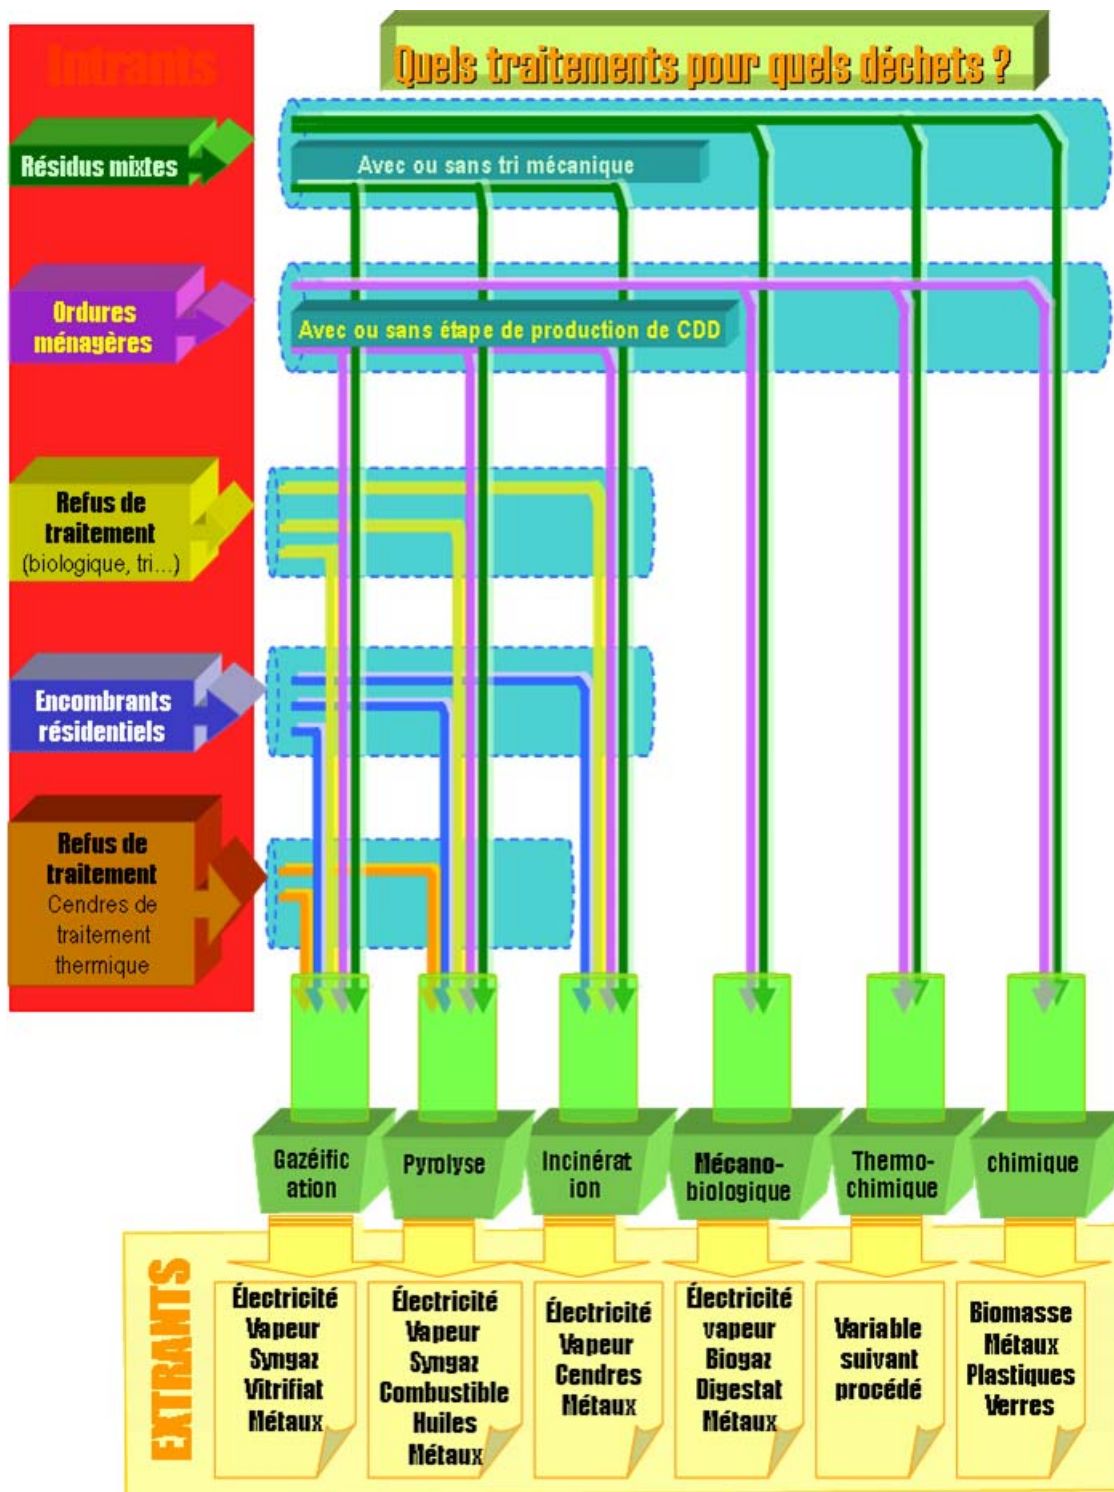 Intrants
Quels traitements pour quels déchets ?
Résidus mixtes
Avec ou sans tri mécanique
Ordures
ménagères
Avec ou sans étape de production de CDD
Refus de
traitement
(biologique, tri...)
Encombrants
résidentiels
Refus de
traitement
Cendres de
traitement
thermique
Gazéific
ation
Pyrolyse
Incinérat
ion
Mécano-
biologique
Thermo-
chimique
chimique
EXTRANTS
Électricité
Vapeur
Syngaz
Vitrifiat
Métaux
Électricité
Vapeur
Syngaz
Combustible
Huiles
Métaux
Électricité
Vapeur
Cendres
Métaux
Électricité
vapeur
Biogaz
Digestat
Métaux
Variable
suivant
procédé
Biomasse
Métaux
Plastiques
Verres